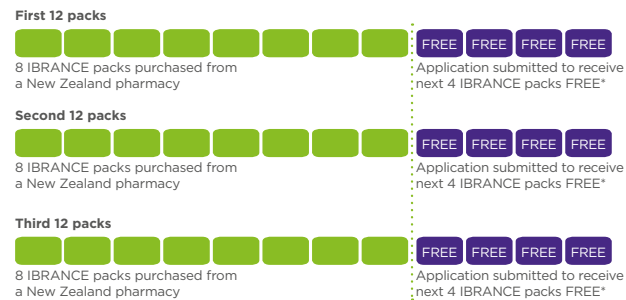 First 12 packs
FREE FREE FREE FREE
8 IBRANCE packs purchased from
a New Zealand pharmacy
Application submitted to receive
next 4 IBRANCE packs FREE*
Second 12 packs
FREE FREE FREE FREE
8 IBRANCE packs purchased from
a New Zealand pharmacy
Application submitted to receive
next 4 IBRANCE packs FREE*
Third 12 packs
FREE FREE FREE FREE
8 IBRANCE packs purchased from
a New Zealand pharmacy
Application submitted to receive
next 4 IBRANCE packs FREE*